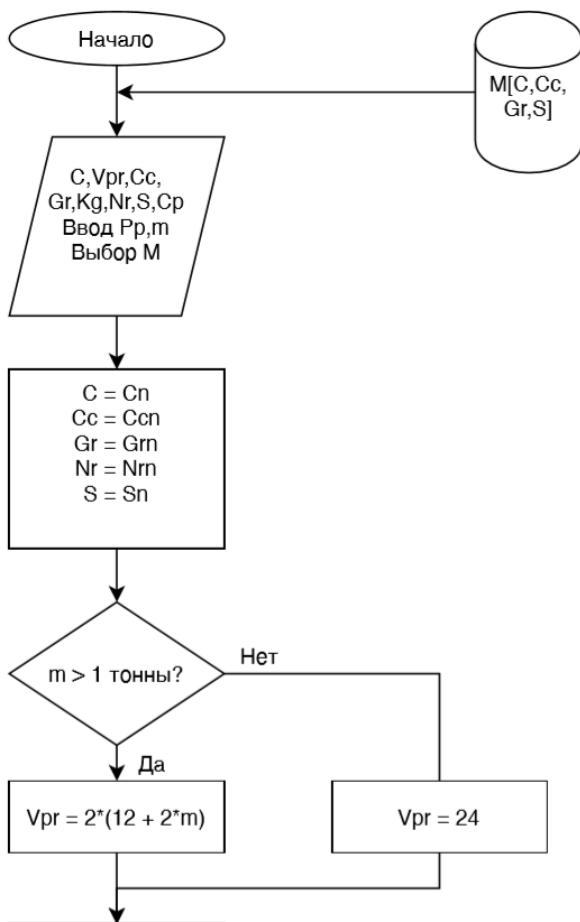 Начало
M[C,Cc,
Gr,S]
C,Vpr,Cc,
Gr,Kg,Nr,S,Cp
Ввод Pp,m
Выбор M
C = Cn
Cc = Ccn
Gr = Grn
Nr = Nrn
S = Sn
m > 1 тонны?
Нет
Да
Vpr = 2*(12 + 2*m)
Vpr = 24